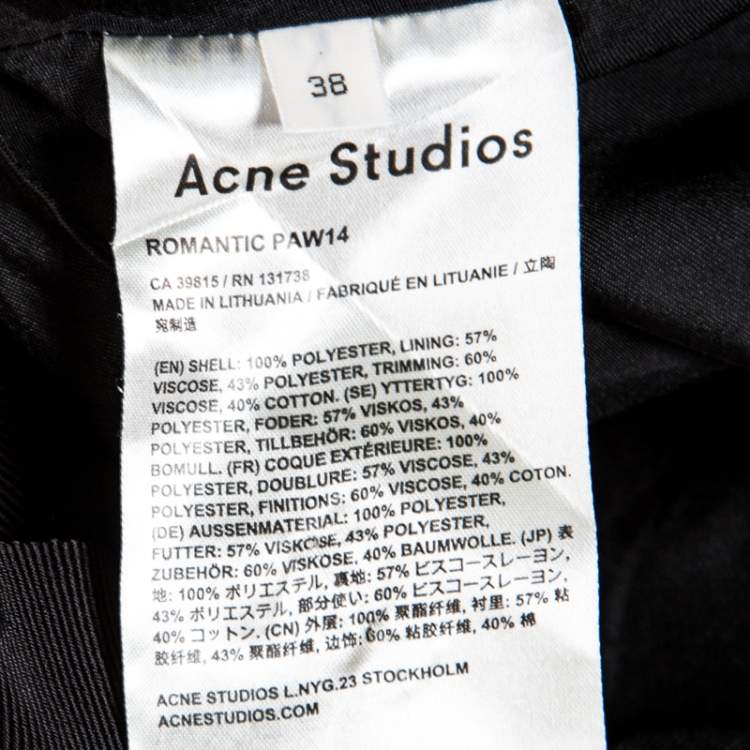 38
Acne Studios
ROMANTIC PAW14
CA 39815 / RN 131738
MADE IN LITHUANIA / FABRIQUÉ EN LITUANIE / 立陶
宛制造
(EN) SHELL: 100% POLYESTER, LINING: 57%
VISCOSE, 43% POLYESTER, TRIMMING: 60%
VISCOSE, 40% COTTON. (SE) YTTERTYG: 100%
POLYESTER, FODER: 57% VISKOS, 43%
POLYESTER, TILLBEHÖR: 60% VISKOS, 40%
BOMULL. (FR) COQUE EXTÉRIEURE: 100%
POLYESTER, DOUBLURE: 57% VISCOSE, 43%
POLYESTER, FINITIONS: 60% VISCOSE, 40% COTON.
(DE) AUSSENMATERIAL: 100% POLYESTER,
FUTTER: 57% VISKOSE, 43% POLYESTER,
ZUBEHÖR: 60% VISKOSE, 40% BAUMWOLLE. (JP) 表
地: 100% ポリエステル, 裏地: 57% ビスコースレーヨン,
43% ポリエステル, 部分使い: 60% ビスコースレーヨン,
40% コットン. (CN) 外层: 100% 聚酯纤维, 衬里: 57% 粘
胶纤维, 43% 聚酯纤维, 边饰: 60% 粘胶纤维, 40% 棉
ACNE STUDIOS L.NYG.23 STOCKHOLM
ACNESTUDIOS.COM